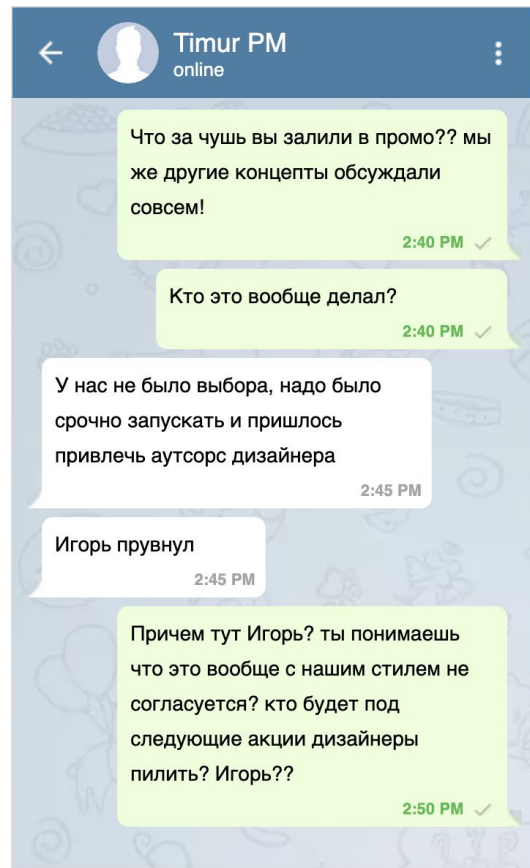 Timur PM
online
Что за чушь вы залили в промо?? мы
же другие концепты обсуждали
совсем!
2:40 PM
Кто это вообще делал?
2:40 PM
У нас не было выбора, надо было
срочно запускать и пришлось
привлечь аутсорс дизайнера
2:45 PM
Игорь прувнул
2:45 PM
Причем тут Игорь? ты понимаешь
что это вообще с нашим стилем не
согласуется? кто будет под
следующие акции дизайнеры
пилить? Игорь??
2:50 PM